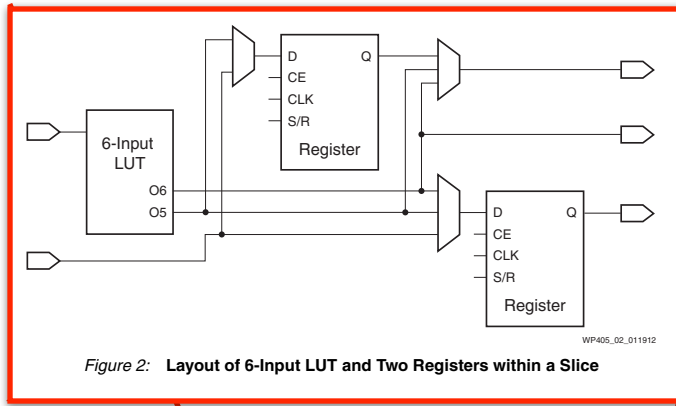 D Q
CE
CLK
S/R
Register
6-Input
LUT
O6
O5
D Q
CE
CLK
S/R
Register
WP405_02_011912
Figure 2: Layout of 6-Input LUT and Two Registers within a Slice